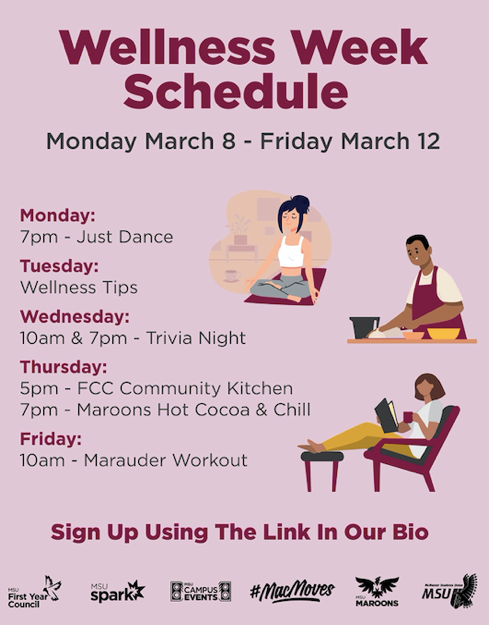 Wellness Week
Schedule
Monday March 8 - Friday March 12
Monday:
7pm - Just Dance
Tuesday:
Wellness Tips
Wednesday:
10am & 7pm - Trivia Night
Thursday:
5pm - FCC Community Kitchen
7pm - Maroons Hot Cocoa & Chill
Friday:
10am - Marauder Workout
Sign Up Using The Link In Our Bio
MSU
First Year
Council
MSU
spark
MSU
CAMPUS
EVENTS
#MacMoves
MSU
MAROONS
McMaster Students Union
MSU